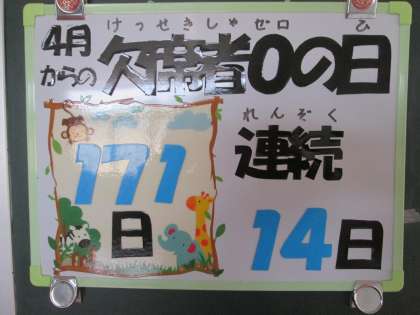 けっせきしゃゼロ ひ
4月からの 欠席者0の日
171日
れんぞく
連続
14日